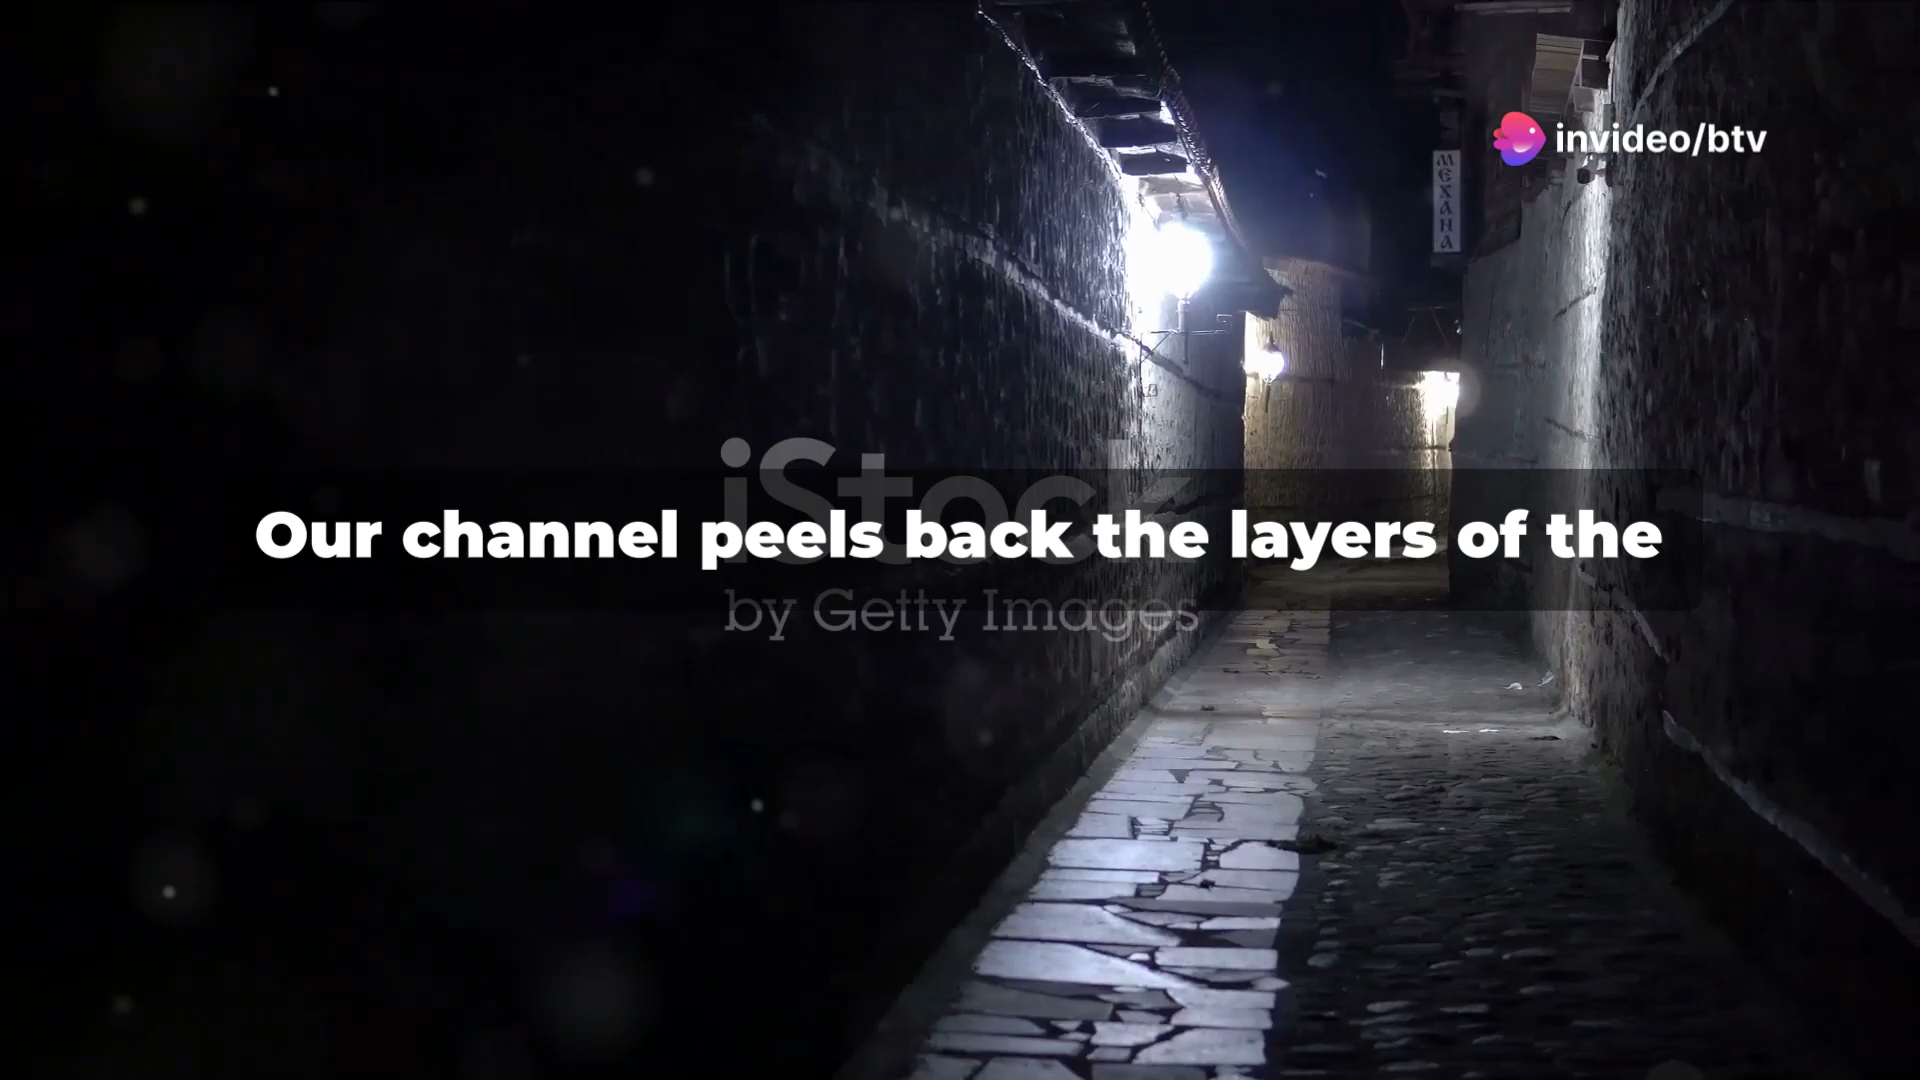 invideo/btv
МЕХАНА
iStock
Our channel peels back the layers of the
by Getty Images